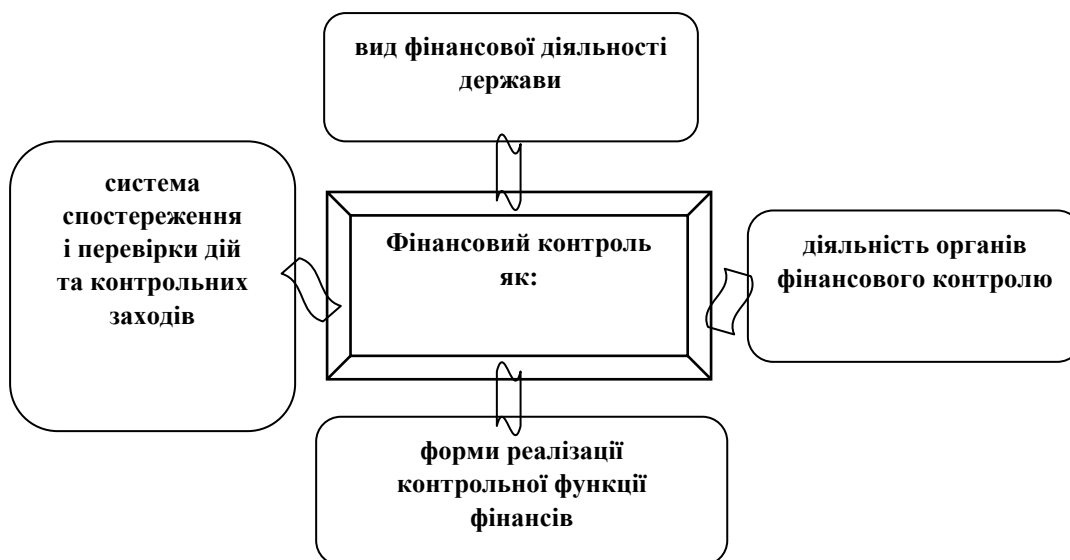 вид фінансової діяльності
держави
система
спостереження
і перевірки дій
та контрольних
заходів
Фінансовий контроль
як:
діяльність органів
фінансового контролю
форми реалізації
контрольної функції
фінансів